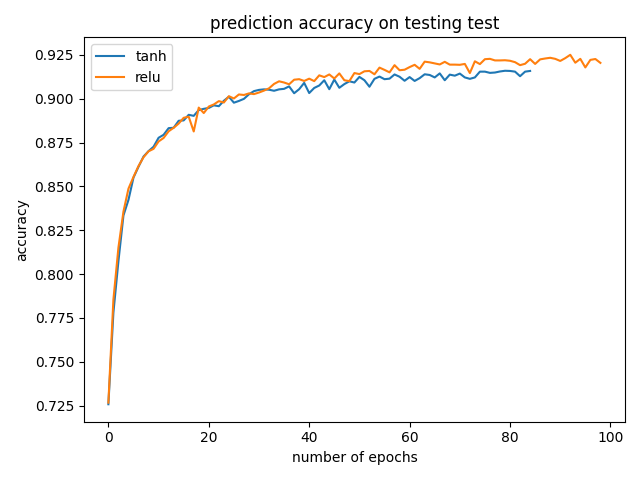 prediction accuracy on testing test
tanh
relu
0.925
0.900
0.875
0.850
0.825
0.800
0.775
0.750
0.725
accuracy
0 20 40 60 80 100
number of epochs